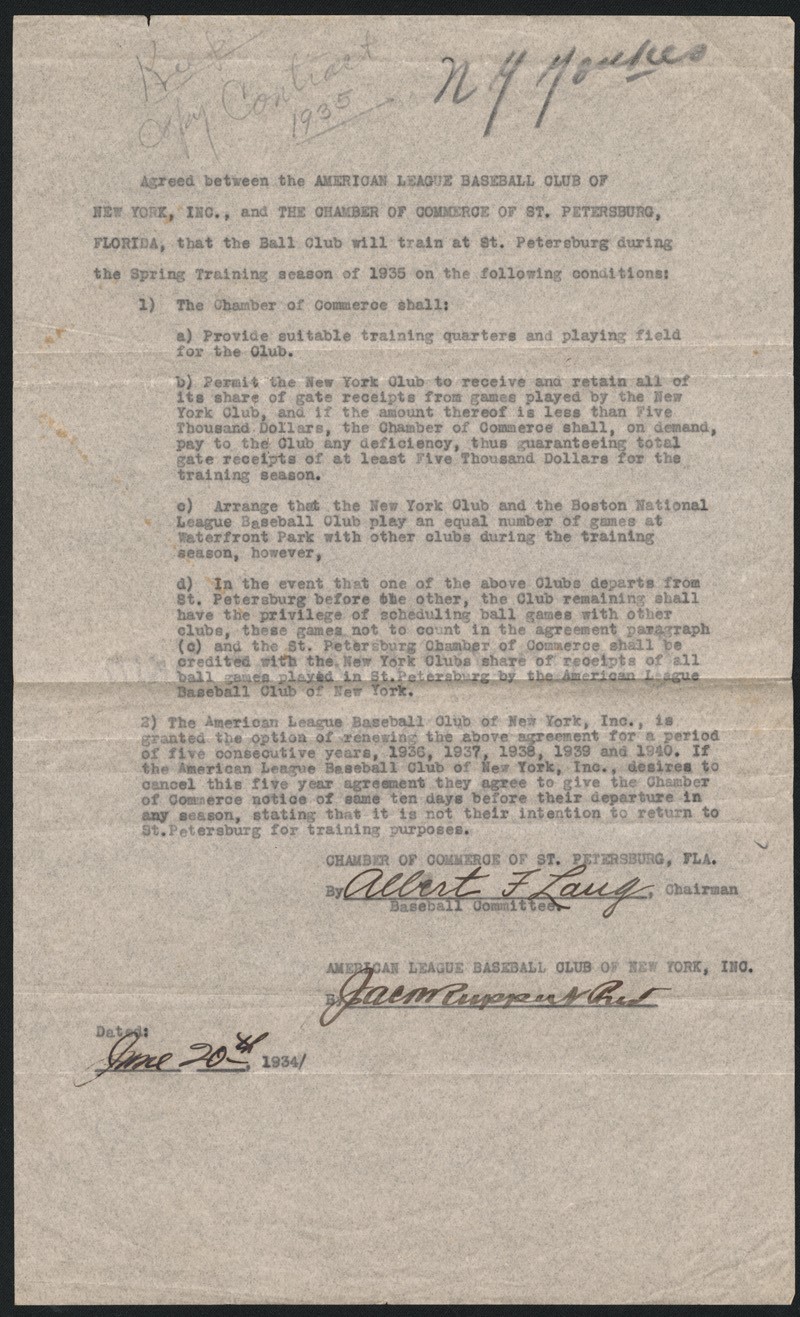 Keep
Copy Contract
1935
N Y Yankes
Agreed between the AMERICAN LEAGUE BASEBALL CLUB OF
NEW YORK, INC., and THE CHAMBER OF COMMERCE OF ST. PETERSBURG,
FLORIDA, that the Ball Club will train at St. Petersburg during
the Spring Training season of 1935 on the following conditions:
1) The Chamber of Commerce shall:
a) Provide suitable training quarters and playing field
for the Club.
b) Permit the New York Club to receive and retain all of
its share of gate receipts from games played by the New
York Club, and if the amount thereof is less than Five
Thousand Dollars, the Chamber of Commerce shall, on demand,
pay to the Club any deficiency, thus guaranteeing total
gate receipts of at least Five Thousand Dollars for the
training season.
c) Arrange that the New York Club and the Boston National
League Baseball Club play an equal number of games at
Waterfront Park with other clubs during the training
season, however,
d) In the event that one of the above Clubs departs from
St. Petersburg before the other, the Club remaining shall
have the privilege of scheduling ball games with other
clubs, these games not to count in the agreement paragraph
(c) and the St. Petersburg Chamber of Commerce shall be
credited with the New York Clubs share of receipts of all
ball games played in St.Petersburg by the American League
Baseball Club of New York.
2) The American League Baseball Club of New York, Inc., is
granted the option of renewing the above agreement for a period
of five consecutive years, 1936, 1937, 1938, 1939 and 1940. If
the American League Baseball Club of New York, Inc., desires to
cancel this five year agreement they agree to give the Chamber
of Commerce notice of same ten days before their departure in
any season, stating that it is not their intention to return to
St.Petersburg for training purposes.
CHAMBER OF COMMERCE OF ST. PETERSBURG, FLA.
By Albert F Lang, Chairman
Baseball Committee.
AMERICAN LEAGUE BASEBALL CLUB OF NEW YORK, INC.
By Jacob Ruppert Prest
Dated:
June 20th, 1934/